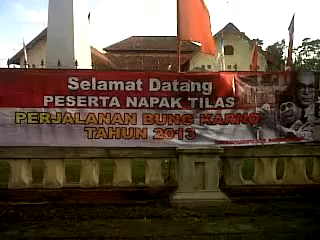 Selamat Datang
PESERTA NAPAK TILAS
PERJALANAN BUNG KARNO
TAHUN 2013